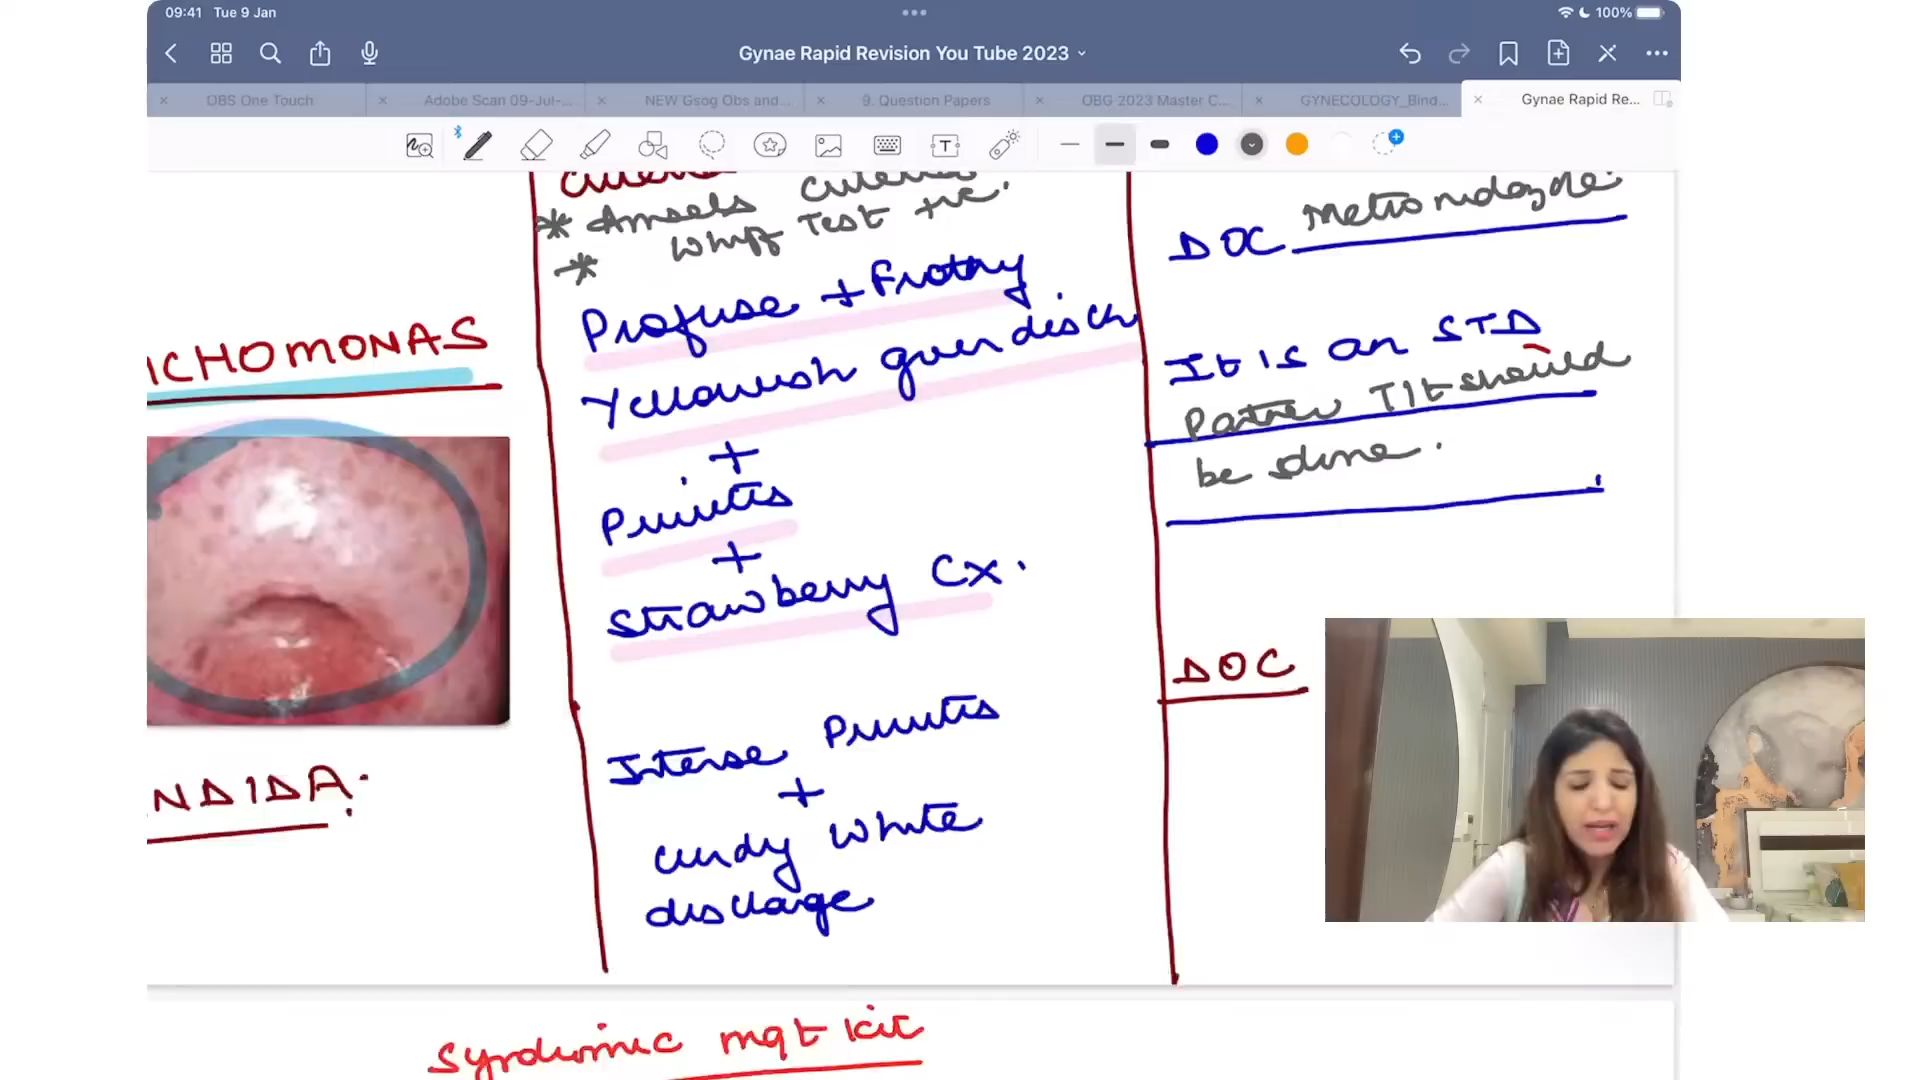 09:41 Tue 9 Jan
100%
Gynae Rapid Revision You Tube 2023
OBS One Touch
Adobe Scan 09-Jul-...
NEW Gsog Obs and...
9. Question Papers
OBG 2023 Master C...
GYNECOLOGY_Bind...
Gynae Rapid Re...
criteria
* Amsels criteria
* Whiff Test +ve.
DOC Metronidazole
ICHOMONAS
Profuse + Frothy
Yellowish green disch
+
Pruritis
+
Strawberry Cx.
It is an STD
Partner T/t should
be done.
NDIDA:
Intense Pruritis
+
curdy white
discharge
DOC
Syndromic mgt kit